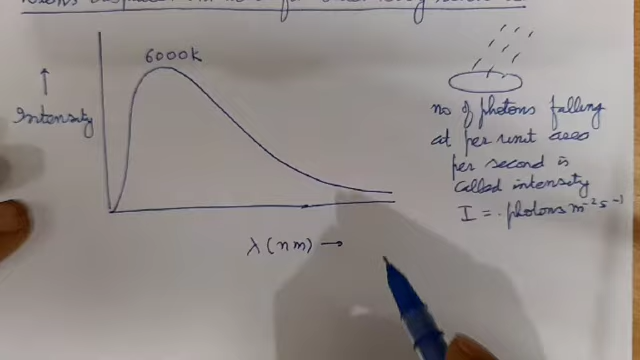 6000k
Intensity
λ(nm) →
no of photons falling
at per unit area
per second is
called intensity
I = photons m⁻² s⁻¹